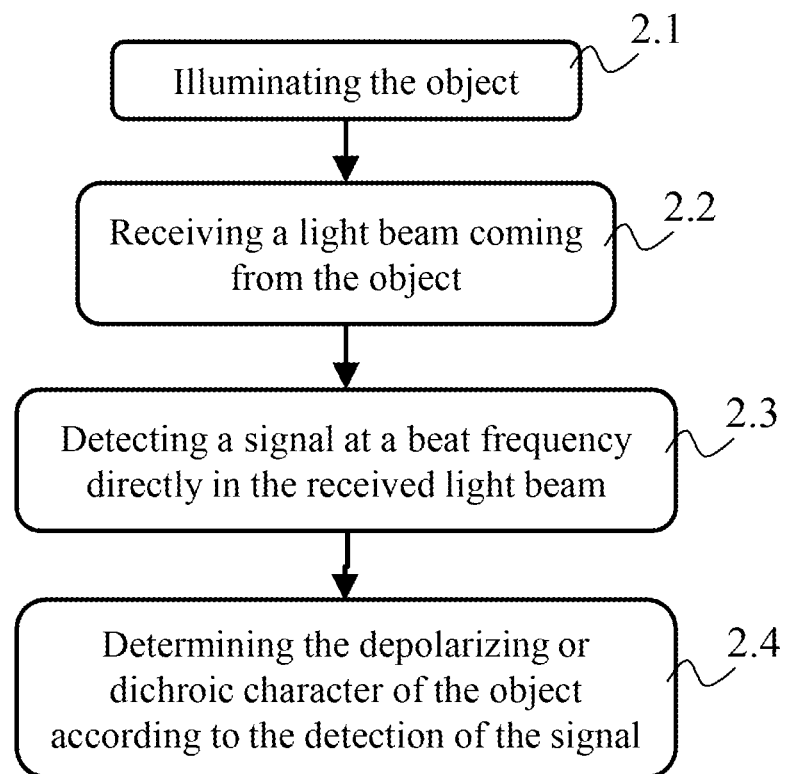 2.1
Illuminating the object
2.2
Receiving a light beam coming
from the object
2.3
Detecting a signal at a beat frequency
directly in the received light beam
2.4
Determining the depolarizing or
dichroic character of the object
according to the detection of the signal